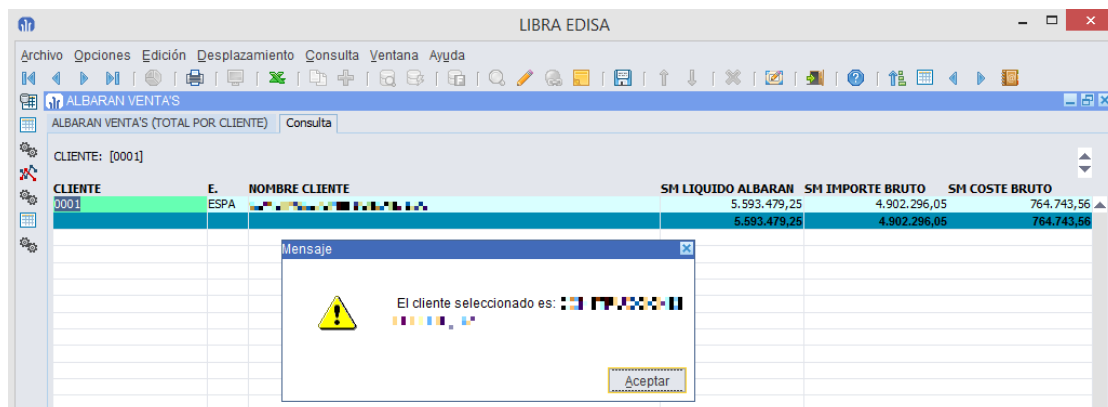 LIBRA EDISA
Archivo Opciones Edición Desplazamiento Consulta Ventana Ayuda
ALBARAN VENTA'S
ALBARAN VENTA'S (TOTAL POR CLIENTE) Consulta
CLIENTE: [0001]
CLIENTE E. NOMBRE CLIENTE SM LIQUIDO ALBARAN SM IMPORTE BRUTO SM COSTE BRUTO
0001 ESPA 5.593.479,25 4.902.296,05 764.743,56
5.593.479,25 4.902.296,05 764.743,56
Mensaje
El cliente seleccionado es:
Aceptar